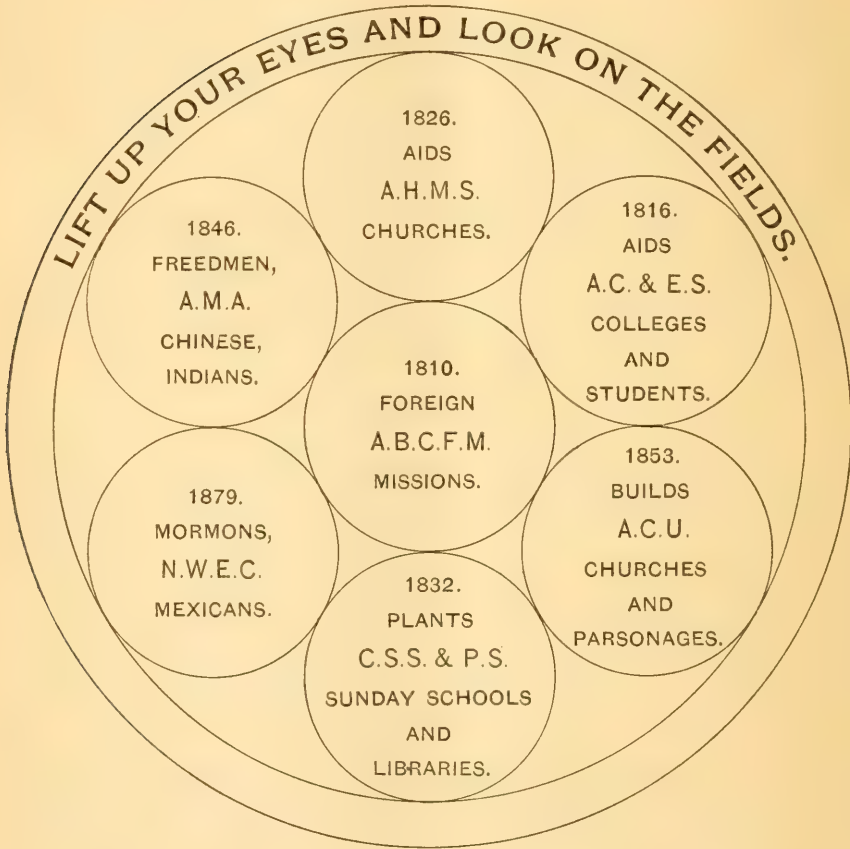 LIFT UP YOUR EYES AND LOOK ON THE FIELDS.
1826.
AIDS
A.H.M.S.
CHURCHES.
1846.
FREEDMEN,
A.M.A.
CHINESE,
INDIANS.
1816.
AIDS
A.C. & E.S.
COLLEGES
AND
STUDENTS.
1810.
FOREIGN
A.B.C.F.M.
MISSIONS.
1879.
MORMONS,
N.W.E.C.
MEXICANS.
1853.
BUILDS
A.C.U.
CHURCHES
AND
PARSONAGES.
1832.
PLANTS
C.S.S. & P.S.
SUNDAY SCHOOLS
AND
LIBRARIES.